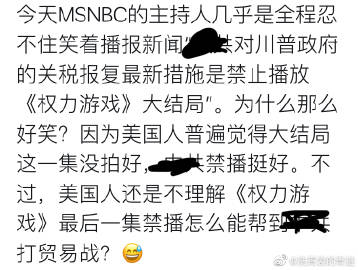 今天MSNBC的主持人几乎是全程忍
不住笑着播报新闻“对川普政府
的关税报复最新措施是禁止播放
《权力游戏》大结局”。为什么那么
好笑？因为美国人普遍觉得大结局
这一集没拍好，禁播挺好。不
过，美国人还是不理解《权力游
戏》最后一集禁播怎么能帮到
打贸易战？😅